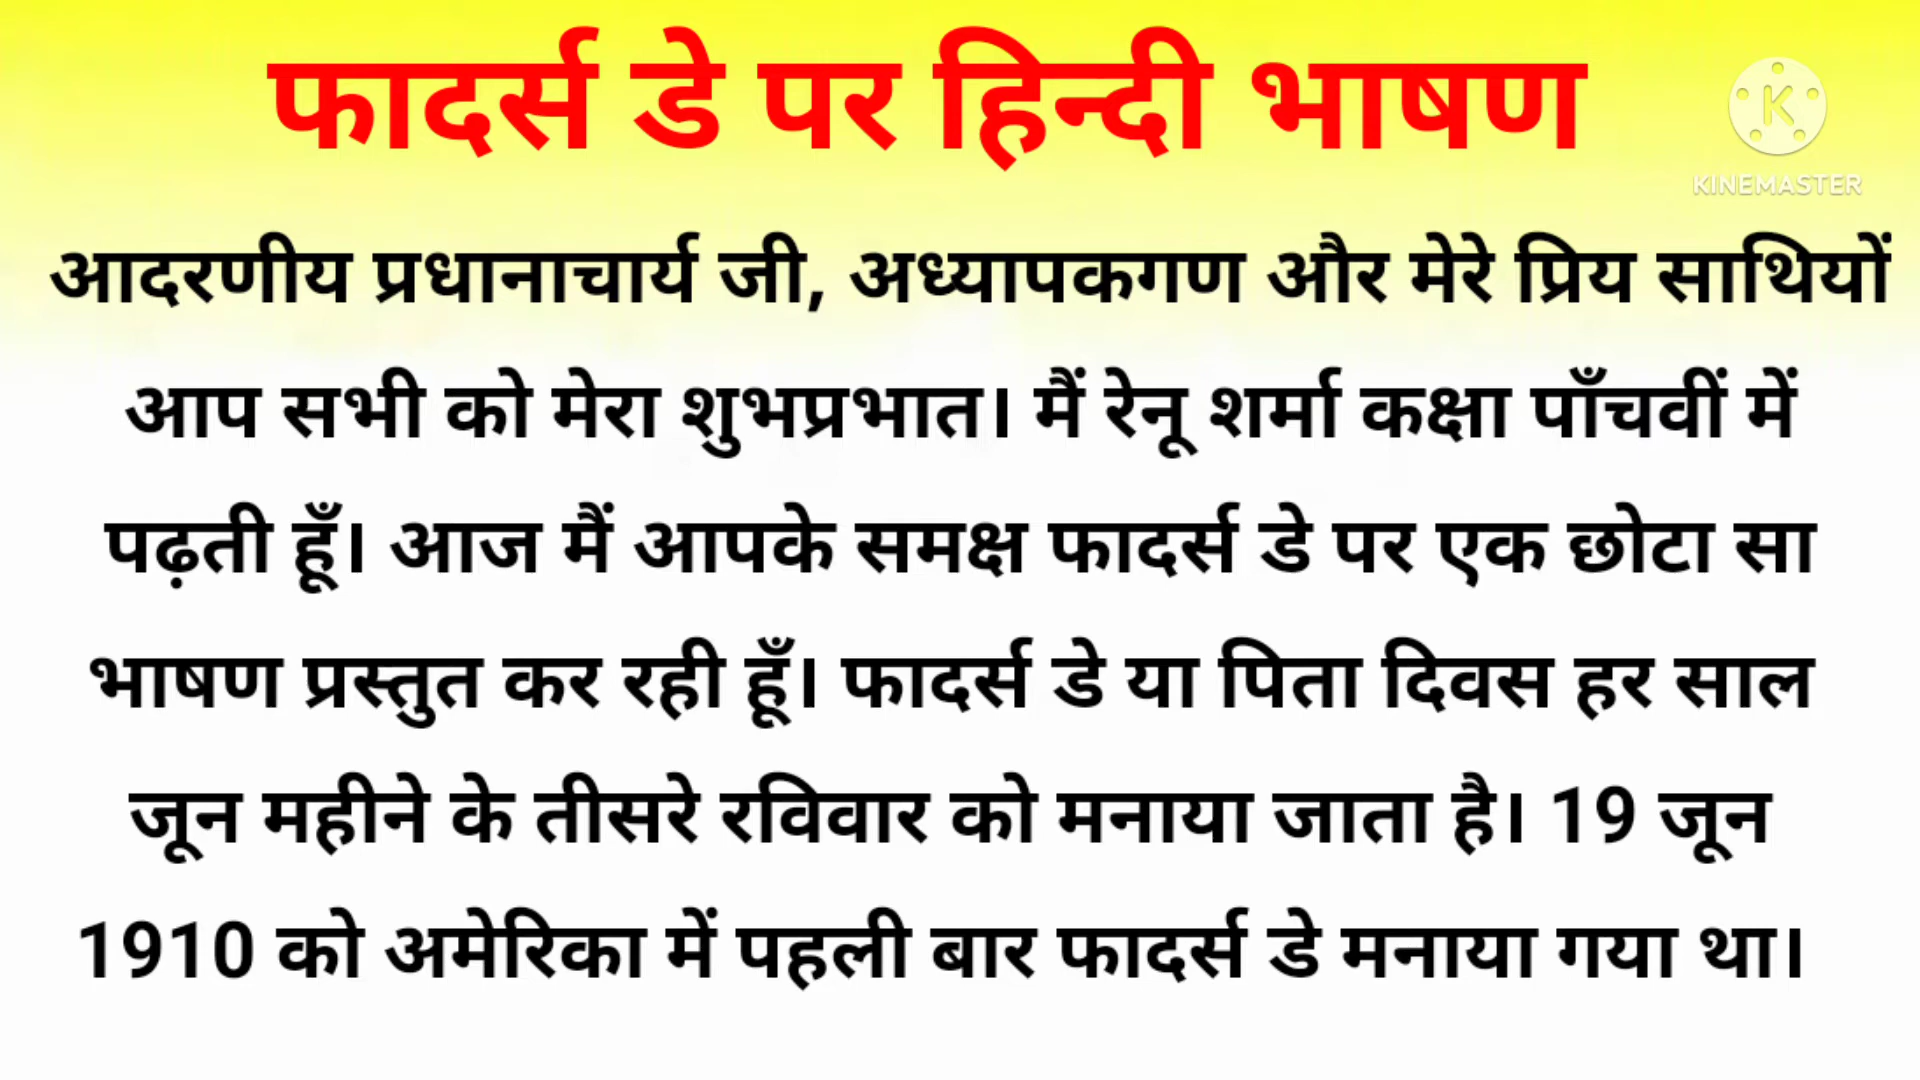 फादर्स डे पर हिन्दी भाषण
K
KINEMASTER
आदरणीय प्रधानाचार्य जी, अध्यापकगण और मेरे प्रिय साथियों
आप सभी को मेरा शुभप्रभात। मैं रेनू शर्मा कक्षा पाँचवीं में
पढ़ती हूँ। आज मैं आपके समक्ष फादर्स डे पर एक छोटा सा
भाषण प्रस्तुत कर रही हूँ। फादर्स डे या पिता दिवस हर साल
जून महीने के तीसरे रविवार को मनाया जाता है। 19 जून
1910 को अमेरिका में पहली बार फादर्स डे मनाया गया था।